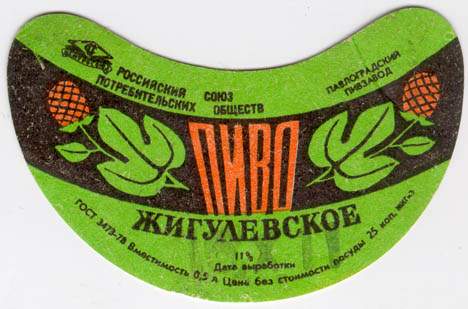 РОССИЙСКИЙ СОЮЗ
ПОТРЕБИТЕЛЬСКИХ ОБЩЕСТВ
ПАВЛОГРАДСКИЙ
ПИВЗАВОД
ПИВО
ЖИГУЛЕВСКОЕ
11%
Дата выработки
ГОСТ 3473-78 Вместимость 0,5 л Цена без стоимости посуды 25 коп.